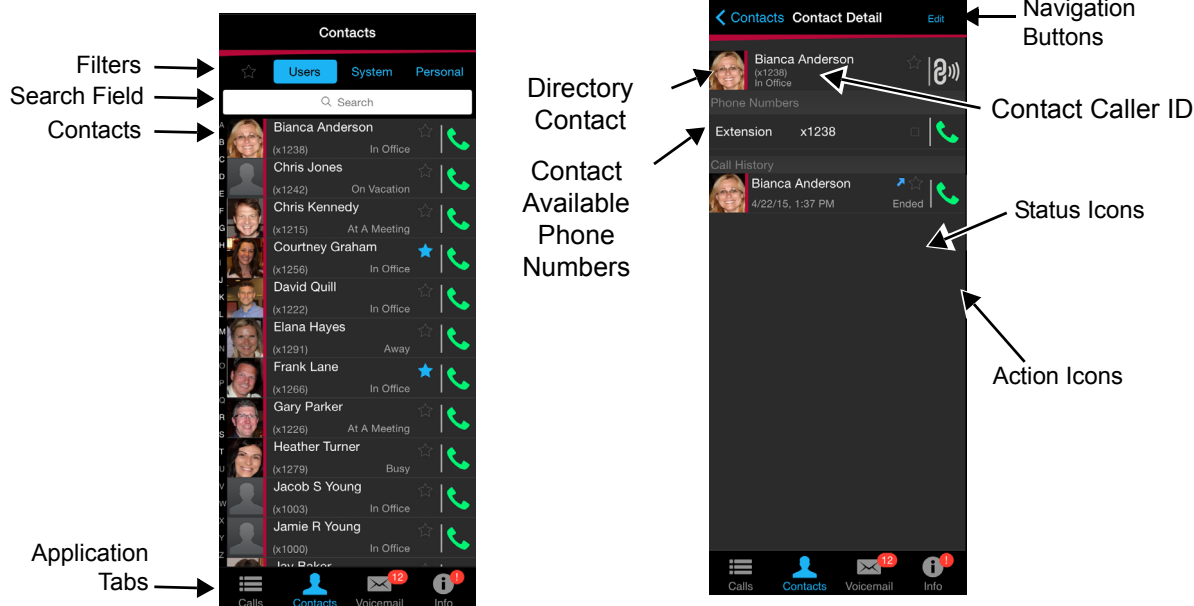 Contacts
Filters
Users System Personal
Search Field
Search
Contacts
A
B
C
D
E
F
G
H
I
J
K
L
M
N
O
P
Q
R
S
T
U
V
W
X
Y
Z
Bianca Anderson
(x1238) In Office
Chris Jones
(x1242) On Vacation
Chris Kennedy
(x1215) At A Meeting
Courtney Graham
(x1256) In Office
David Quill
(x1222) In Office
Elana Hayes
(x1291) Away
Frank Lane
(x1266) In Office
Gary Parker
(x1226) At A Meeting
Heather Turner
(x1279) Busy
Jacob S Young
(x1003) In Office
Jamie R Young
(x1000) In Office
Jay Baker
Application
Tabs
12 !
Calls Contacts Voicemail Info
Contacts Contact Detail Edit
Navigation
Buttons
Directory
Contact
Bianca Anderson
(x1238)
In Office
Contact Caller ID
Phone Numbers
Extension x1238
Contact
Available
Phone
Numbers
Call History
Bianca Anderson
4/22/15, 1:37 PM Ended
Status Icons
Action Icons
12 !
Calls Contacts Voicemail Info